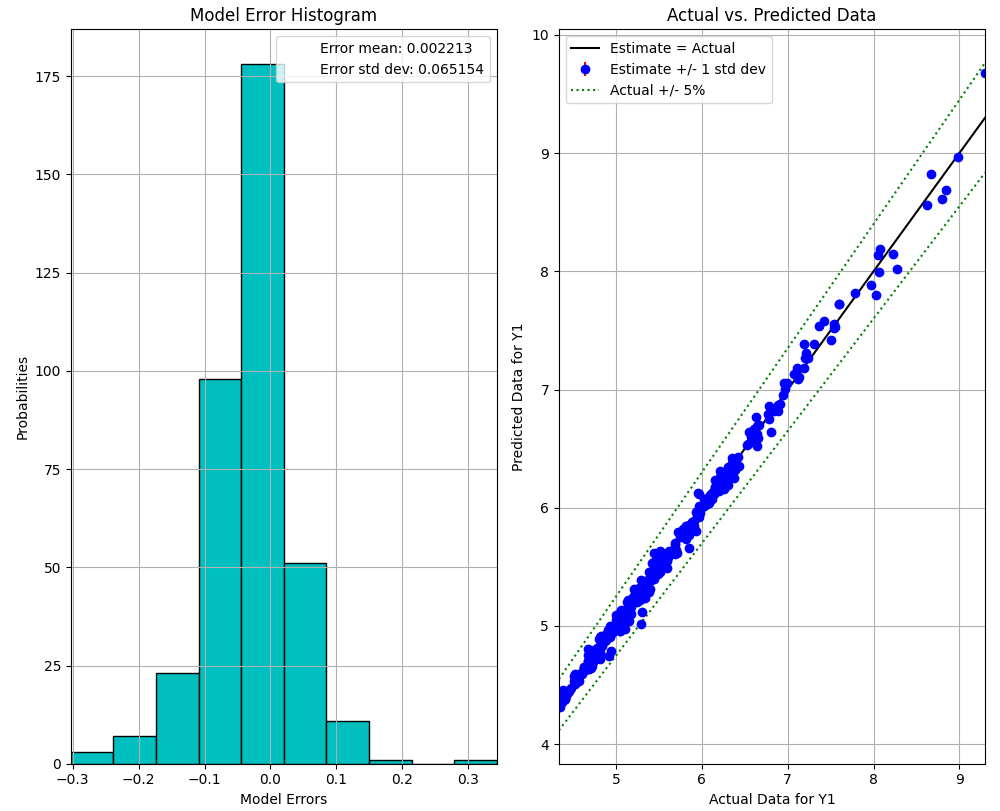 Model Error Histogram
Error mean: 0.002213
Error std dev: 0.065154
175
150
125
100
75
50
25
0
Probabilities
−0.3 −0.2 −0.1 0.0 0.1 0.2 0.3
Model Errors
Actual vs. Predicted Data
Estimate = Actual
Estimate +/- 1 std dev
Actual +/- 5%
10
9
8
7
6
5
4
Predicted Data for Y1
5 6 7 8 9
Actual Data for Y1